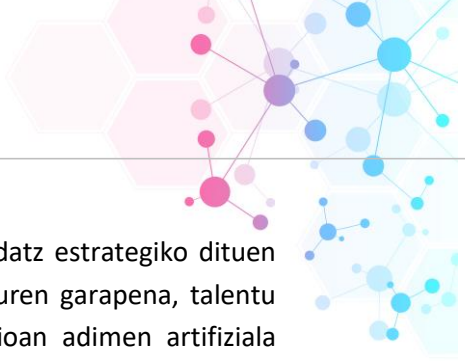 datz estrategiko dituen
uren garapena, talentu
ioan adimen artifiziala